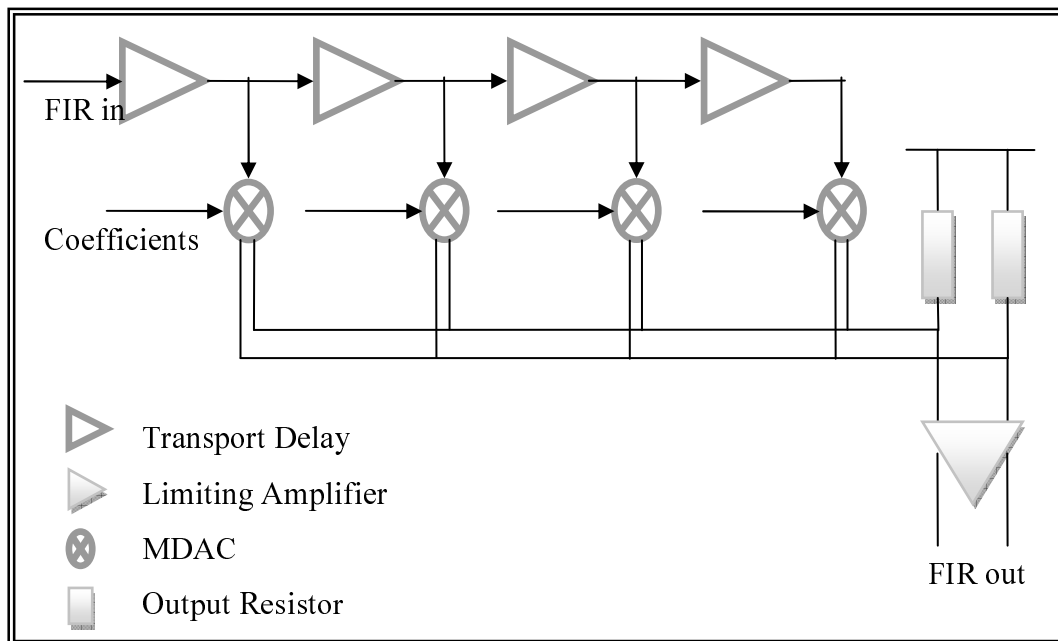 FIR in
Coefficients
Transport Delay
Limiting Amplifier
MDAC
Output Resistor
FIR out